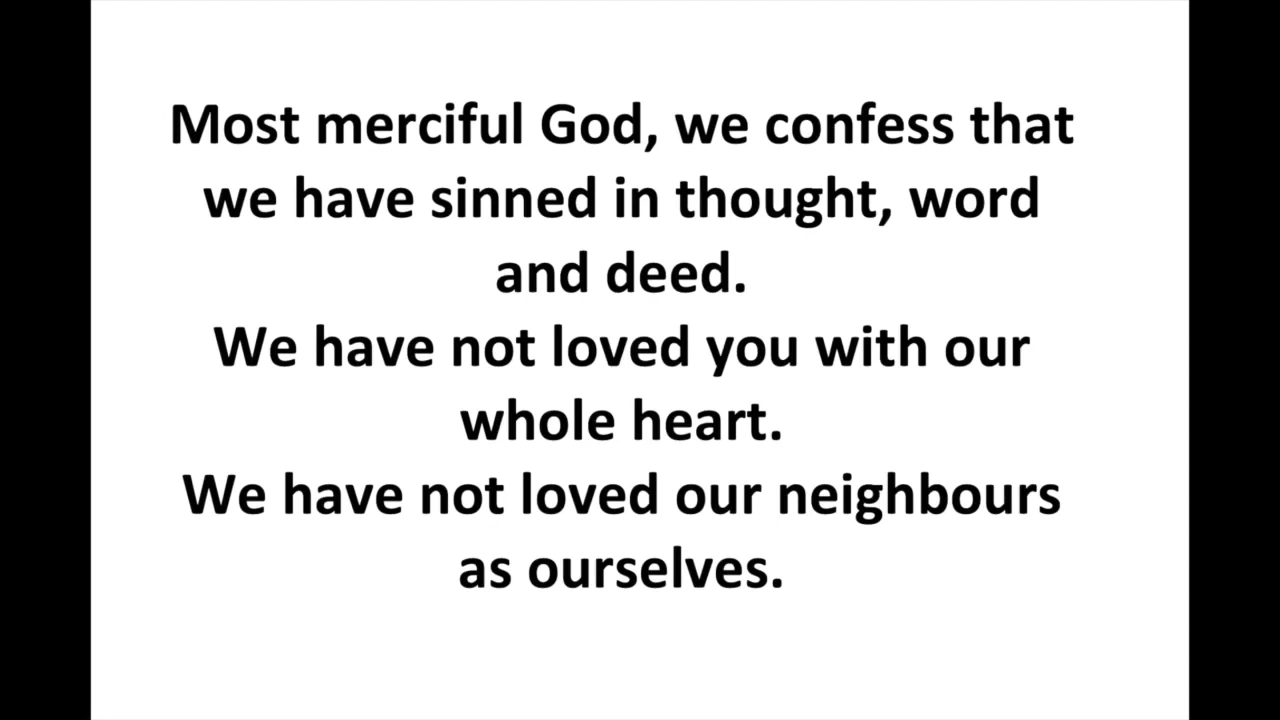 Most merciful God, we confess that
we have sinned in thought, word
and deed.
We have not loved you with our
whole heart.
We have not loved our neighbours
as ourselves.